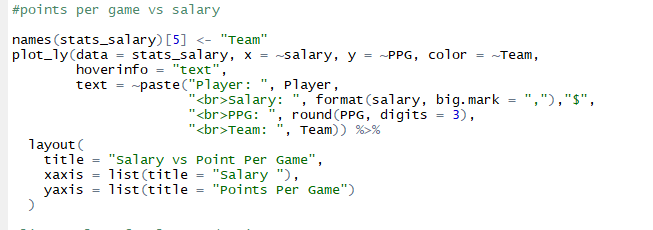 #points per game vs salary
names(stats_salary)[5] <- "Team"
plot_ly(data = stats_salary, x = ~salary, y = ~PPG, color = ~Team,
hoverinfo = "text",
text = ~paste("Player: ", Player,
"<br>Salary: ", format(salary, big.mark = ","),"$",
"<br>PPG: ", round(PPG, digits = 3),
"<br>Team: ", Team)) %>%
layout(
title = "Salary vs Point Per Game",
xaxis = list(title = "Salary "),
yaxis = list(title = "Points Per Game")
)